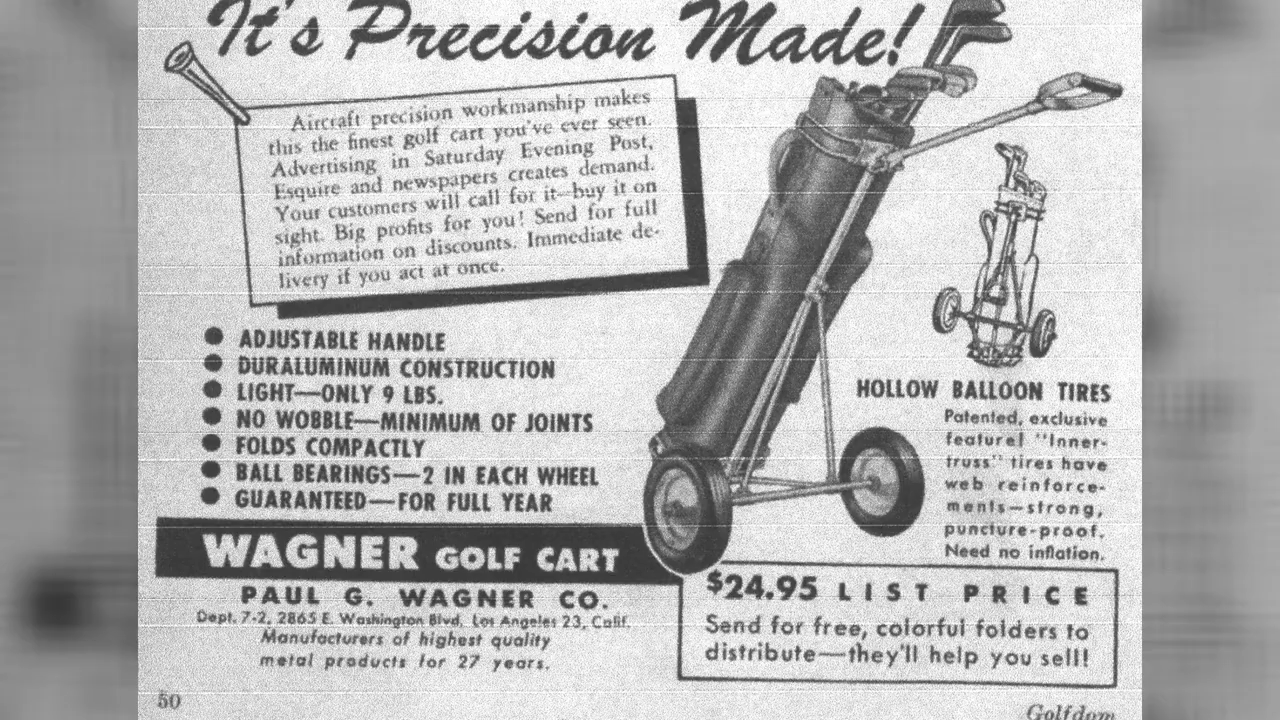 It's Precision Made!
Aircraft precision workmanship makes
this the finest golf cart you've ever seen.
Advertising in Saturday Evening Post,
Esquire and newspapers creates demand.
Your customers will call for it—buy it on
sight. Big profits for you! Send for full
information on discounts. Immediate de-
livery if you act at once.
ADJUSTABLE HANDLE
DURALUMINUM CONSTRUCTION
LIGHT—ONLY 9 LBS.
NO WOBBLE—MINIMUM OF JOINTS
FOLDS COMPACTLY
BALL BEARINGS—2 IN EACH WHEEL
GUARANTEED—FOR FULL YEAR
HOLLOW BALLOON TIRES
Patented, exclusive
feature! "Inner-
truss" tires have
web reinforce-
ments—strong,
puncture-proof.
Need no inflation.
WAGNER GOLF CART
PAUL G. WAGNER CO.
Dept. 7-2, 2865 E. Washington Blvd, Los Angeles 23, Calif.
Manufacturers of highest quality
metal products for 27 years.
$24.95 LIST PRICE
Send for free, colorful folders to
distribute—they'll help you sell!
50
Golfdom